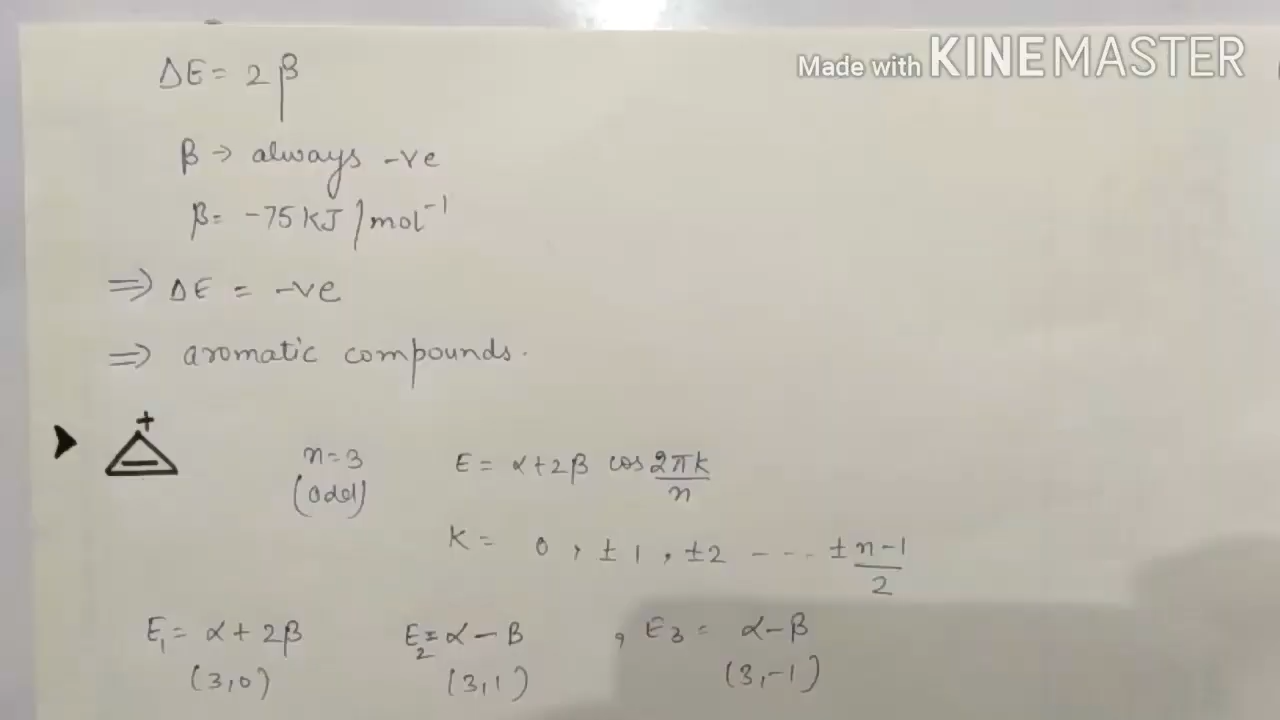 Made with KINEMASTER
ΔE = 2β
β → always -ve
β = -75 KJ/mol⁻¹
⇒ ΔE = -ve
⇒ aromatic compounds.
+
n=3 E = α+2β cos 2πk/n
(odd)
K = 0, ±1, ±2 ---- ± n-1/2
E₁ = α + 2β E₂ = α - β , E₃ = α-β
(3,0) (3,1) (3,-1)